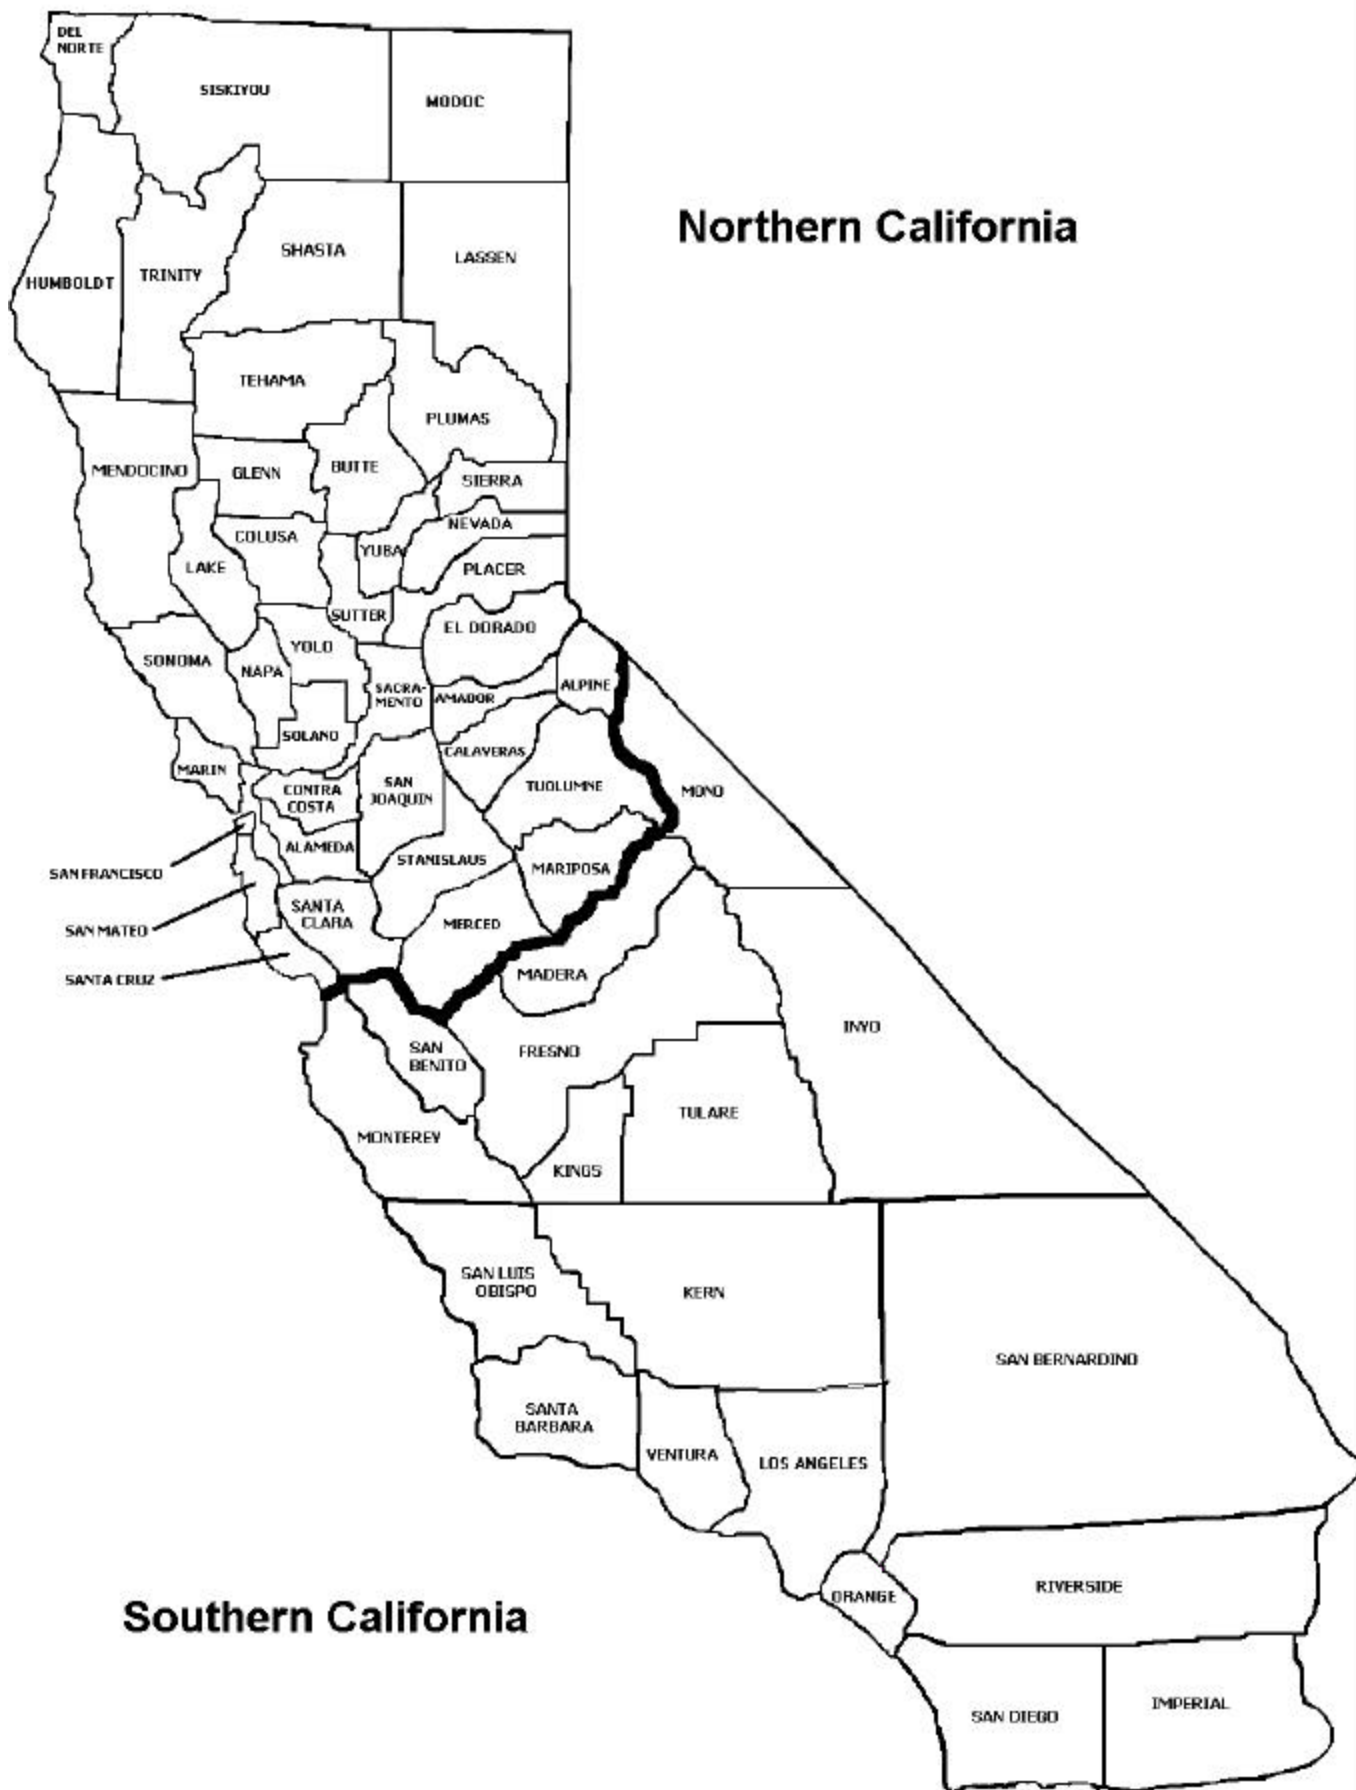 DEL
NORTE
SISKIYOU
MODOC
Northern California
SHASTA
LASSEN
TRINITY
HUMBOLDT
TEHAMA
PLUMAS
MENDOCINO
GLENN
BUTTE
SIERRA
NEVADA
COLUSA
YUBA
LAKE
PLACER
SUTTER
EL DORADO
YOLO
SONOMA
NAPA
SACRA-
MENTO
AMADOR
ALPINE
SOLANO
CALAVERAS
MARIN
CONTRA
COSTA
SAN
JOAQUIN
TUOLUMNE
MONO
ALAMEDA
STANISLAUS
MARIPOSA
SAN FRANCISCO
SANTA
CLARA
MERCED
SAN MATEO
SANTA CRUZ
MADERA
INYO
SAN
BENITO
FRESNO
TULARE
MONTEREY
KINGS
SAN LUIS
OBISPO
KERN
SAN BERNARDINO
SANTA
BARBARA
VENTURA
LOS ANGELES
RIVERSIDE
ORANGE
Southern California
SAN DIEGO
IMPERIAL